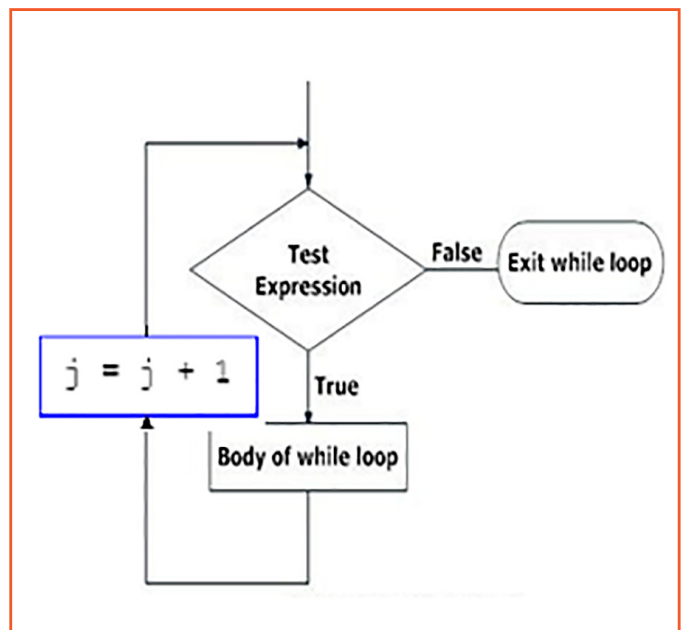 Test
Expression
False
Exit while loop
j = j + 1
True
Body of while loop